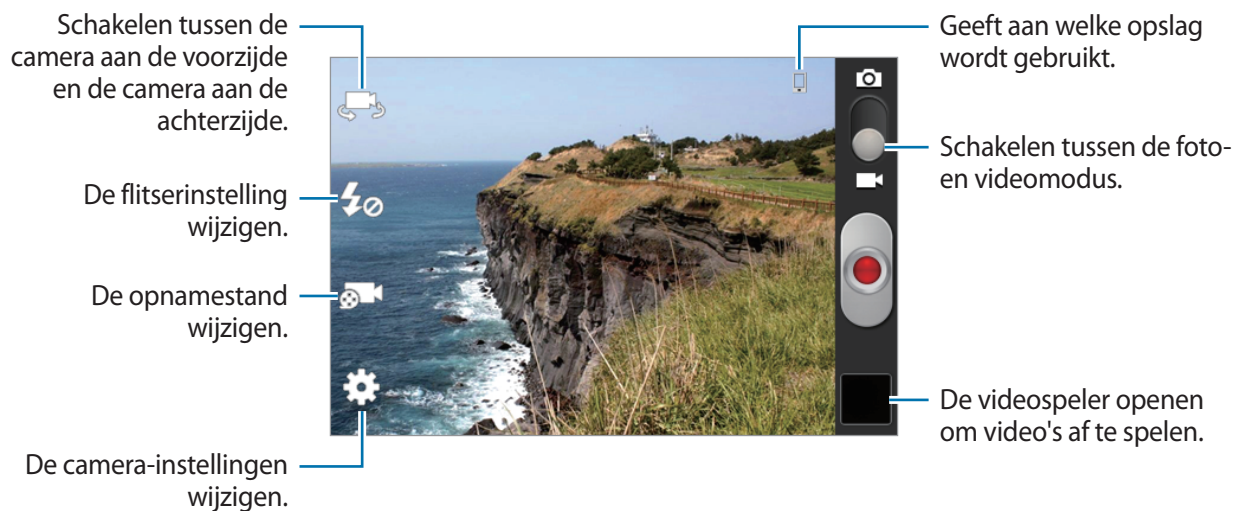 Schakelen tussen de
camera aan de voorzijde
en de camera aan de
achterzijde.
De flitserinstelling
wijzigen.
De opnamestand
wijzigen.
De camera-instellingen
wijzigen.
Geeft aan welke opslag
wordt gebruikt.
Schakelen tussen de foto-
en videomodus.
De videospeler openen
om video's af te spelen.